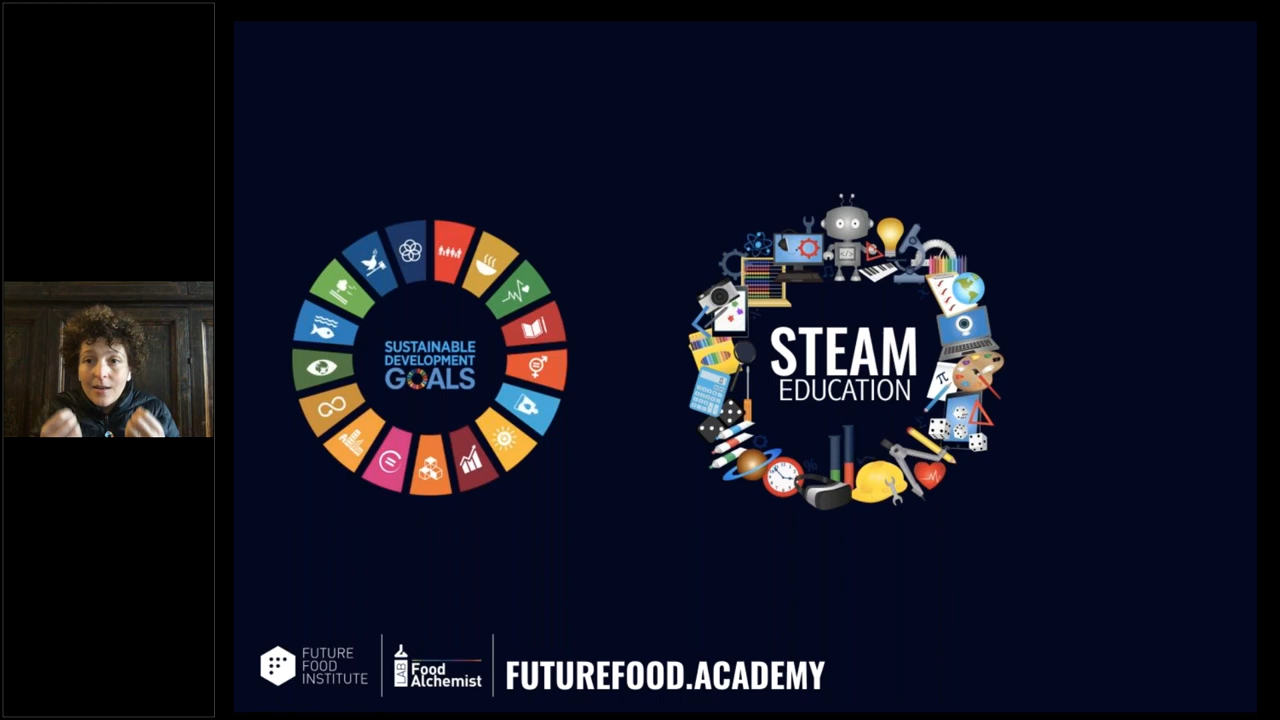 SUSTAINABLE
DEVELOPMENT
GOALS
STEAM
EDUCATION
π
FUTURE
FOOD
INSTITUTE
LAB
Food
Alchemist
FUTUREFOOD.ACADEMY